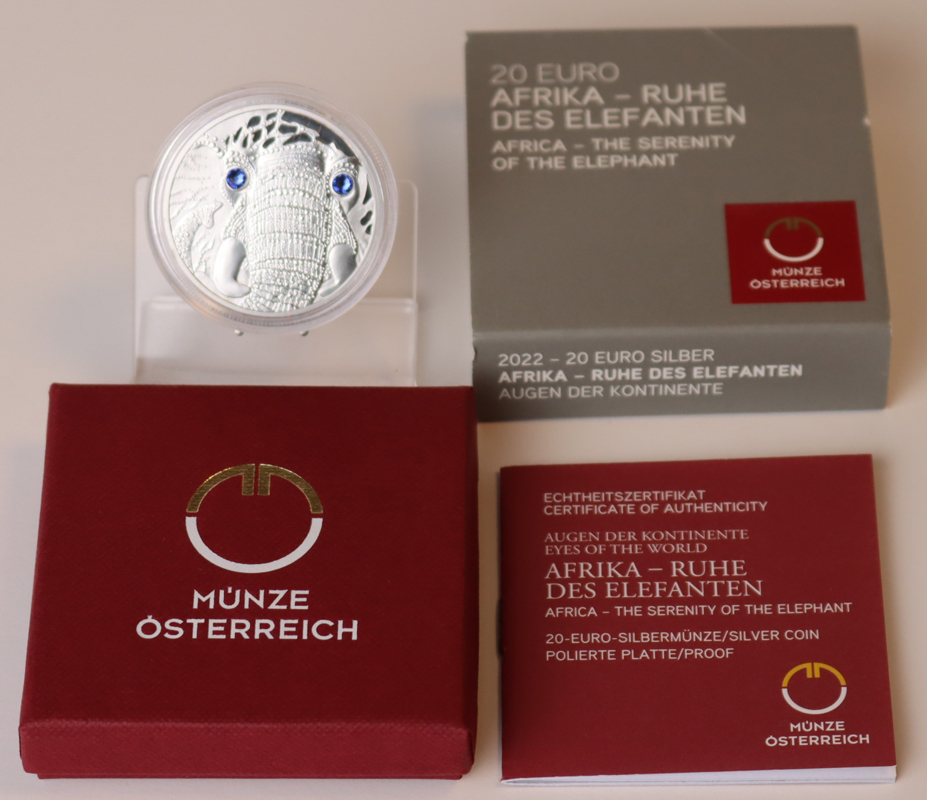 20 EURO
AFRIKA – RUHE
DES ELEFANTEN
AFRICA – THE SERENITY
OF THE ELEPHANT
MÜNZE
ÖSTERREICH
2022 – 20 EURO SILBER
AFRIKA – RUHE DES ELEFANTEN
AUGEN DER KONTINENTE
MÜNZE
ÖSTERREICH
ECHTHEITSZERTIFIKAT
CERTIFICATE OF AUTHENTICITY
AUGEN DER KONTINENTE
EYES OF THE WORLD
AFRIKA – RUHE
DES ELEFANTEN
AFRICA – THE SERENITY OF THE ELEPHANT
20-EURO-SILBERMÜNZE/SILVER COIN
POLIERTE PLATTE/PROOF
MÜNZE
ÖSTERREICH